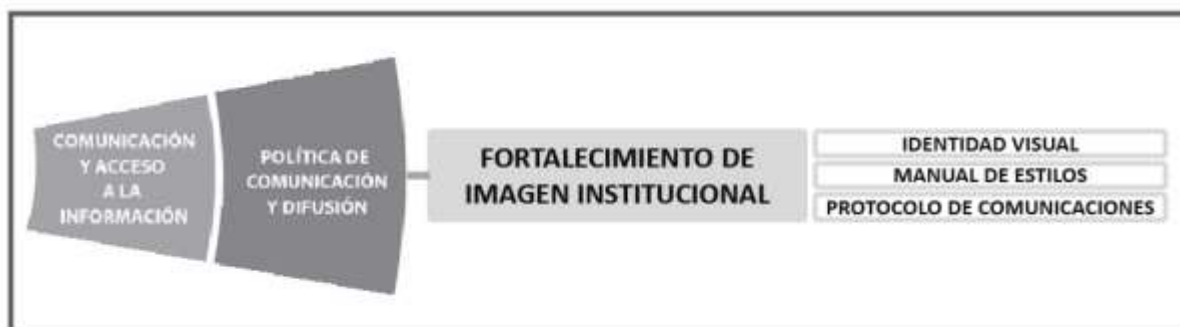 COMUNICACIÓN
Y ACCESO
A LA
INFORMACIÓN
POLÍTICA DE
COMUNICACIÓN
Y DIFUSIÓN
FORTALECIMIENTO DE
IMAGEN INSTITUCIONAL
IDENTIDAD VISUAL
MANUAL DE ESTILOS
PROTOCOLO DE COMUNICACIONES